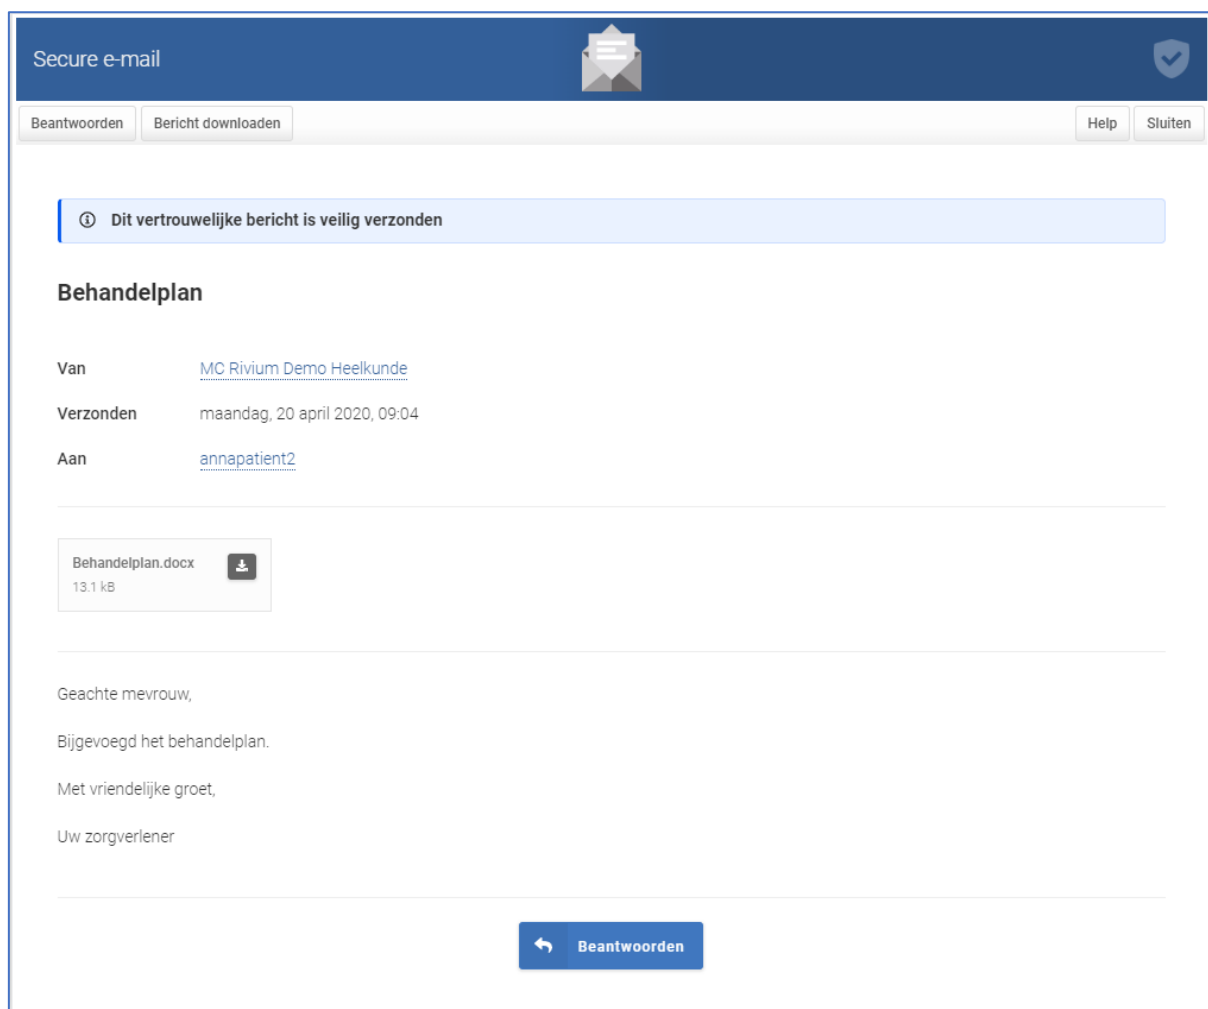 Secure e-mail
Beantwoorden Bericht downloaden Help Sluiten
Dit vertrouwelijke bericht is veilig verzonden
Behandelplan
Van MC Rivium Demo Heelkunde
Verzonden maandag, 20 april 2020, 09:04
Aan annapatient2
Behandelplan.docx
13.1 kB
Geachte mevrouw,
Bijgevoegd het behandelplan.
Met vriendelijke groet,
Uw zorgverlener
Beantwoorden